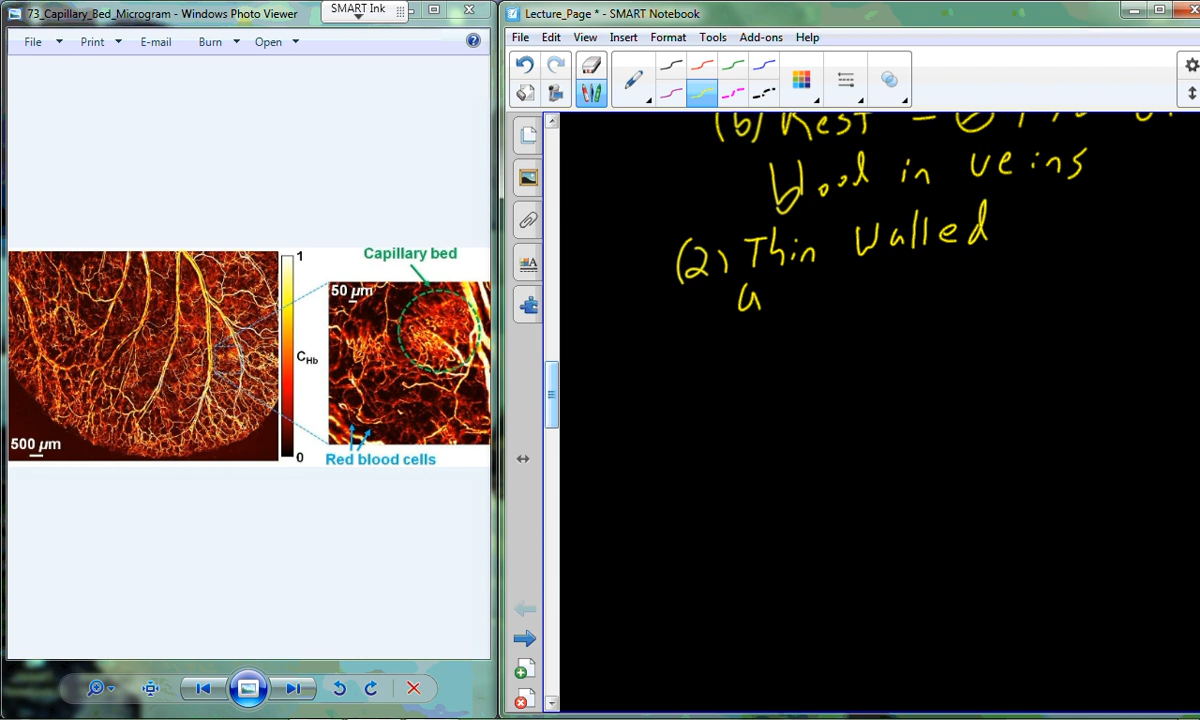 73_Capillary_Bed_Microgram - Windows Photo Viewer
SMART Ink
File Print E-mail Burn Open
Capillary bed
50 µm
1
C_Hb
0
500 µm
Red blood cells
Lecture_Page * - SMART Notebook
File Edit View Insert Format Tools Add-ons Help
(b) Rest -
blood in veins
(2) Thin Walled